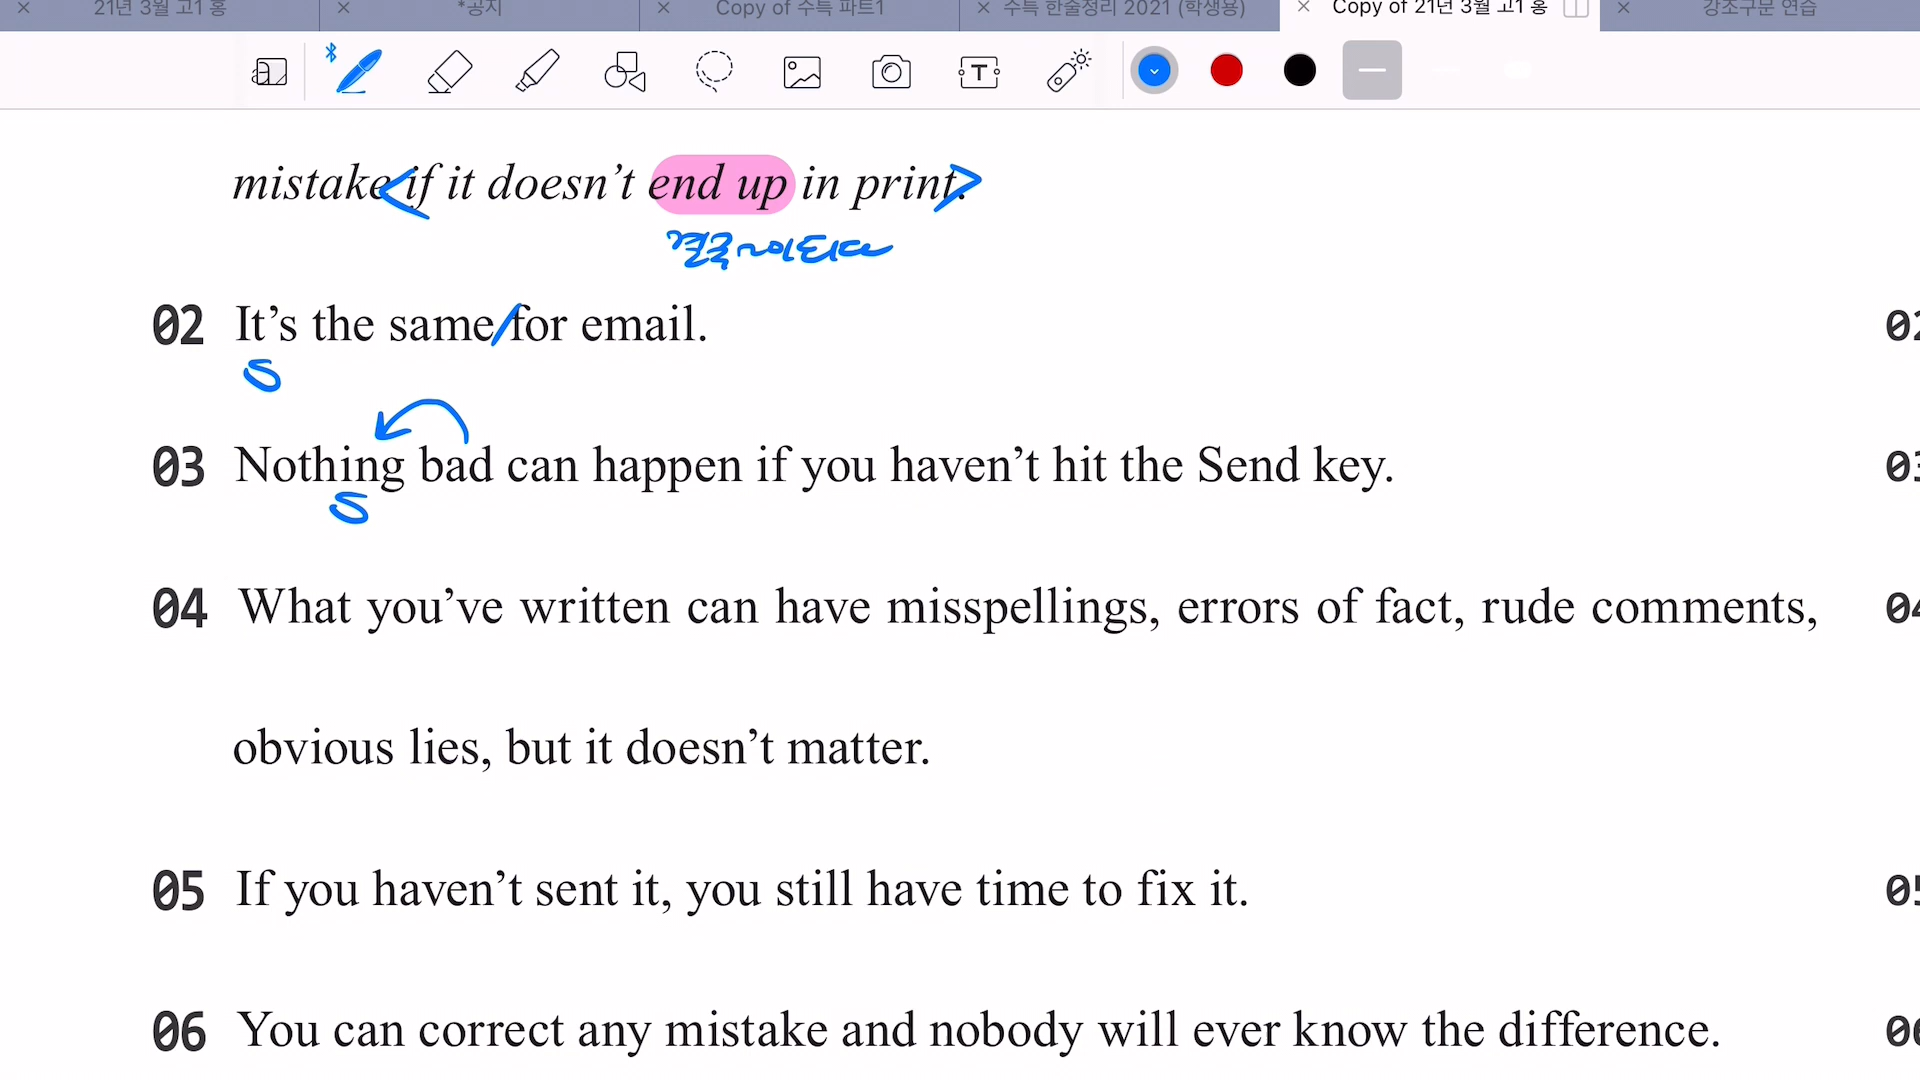 21년 3월 고1 홍
*공지
Copy of 수특 파트1
수특 한술정리 2021 (학생용)
Copy of 21년 3월 고1 홍
강조구문 연습
T
mistake < if it doesn't end up in print. >
결국 ~이 되다
02 It's the same / for email.
S
03 Nothing bad can happen if you haven't hit the Send key.
S
04 What you've written can have misspellings, errors of fact, rude comments,
obvious lies, but it doesn't matter.
05 If you haven't sent it, you still have time to fix it.
06 You can correct any mistake and nobody will ever know the difference.